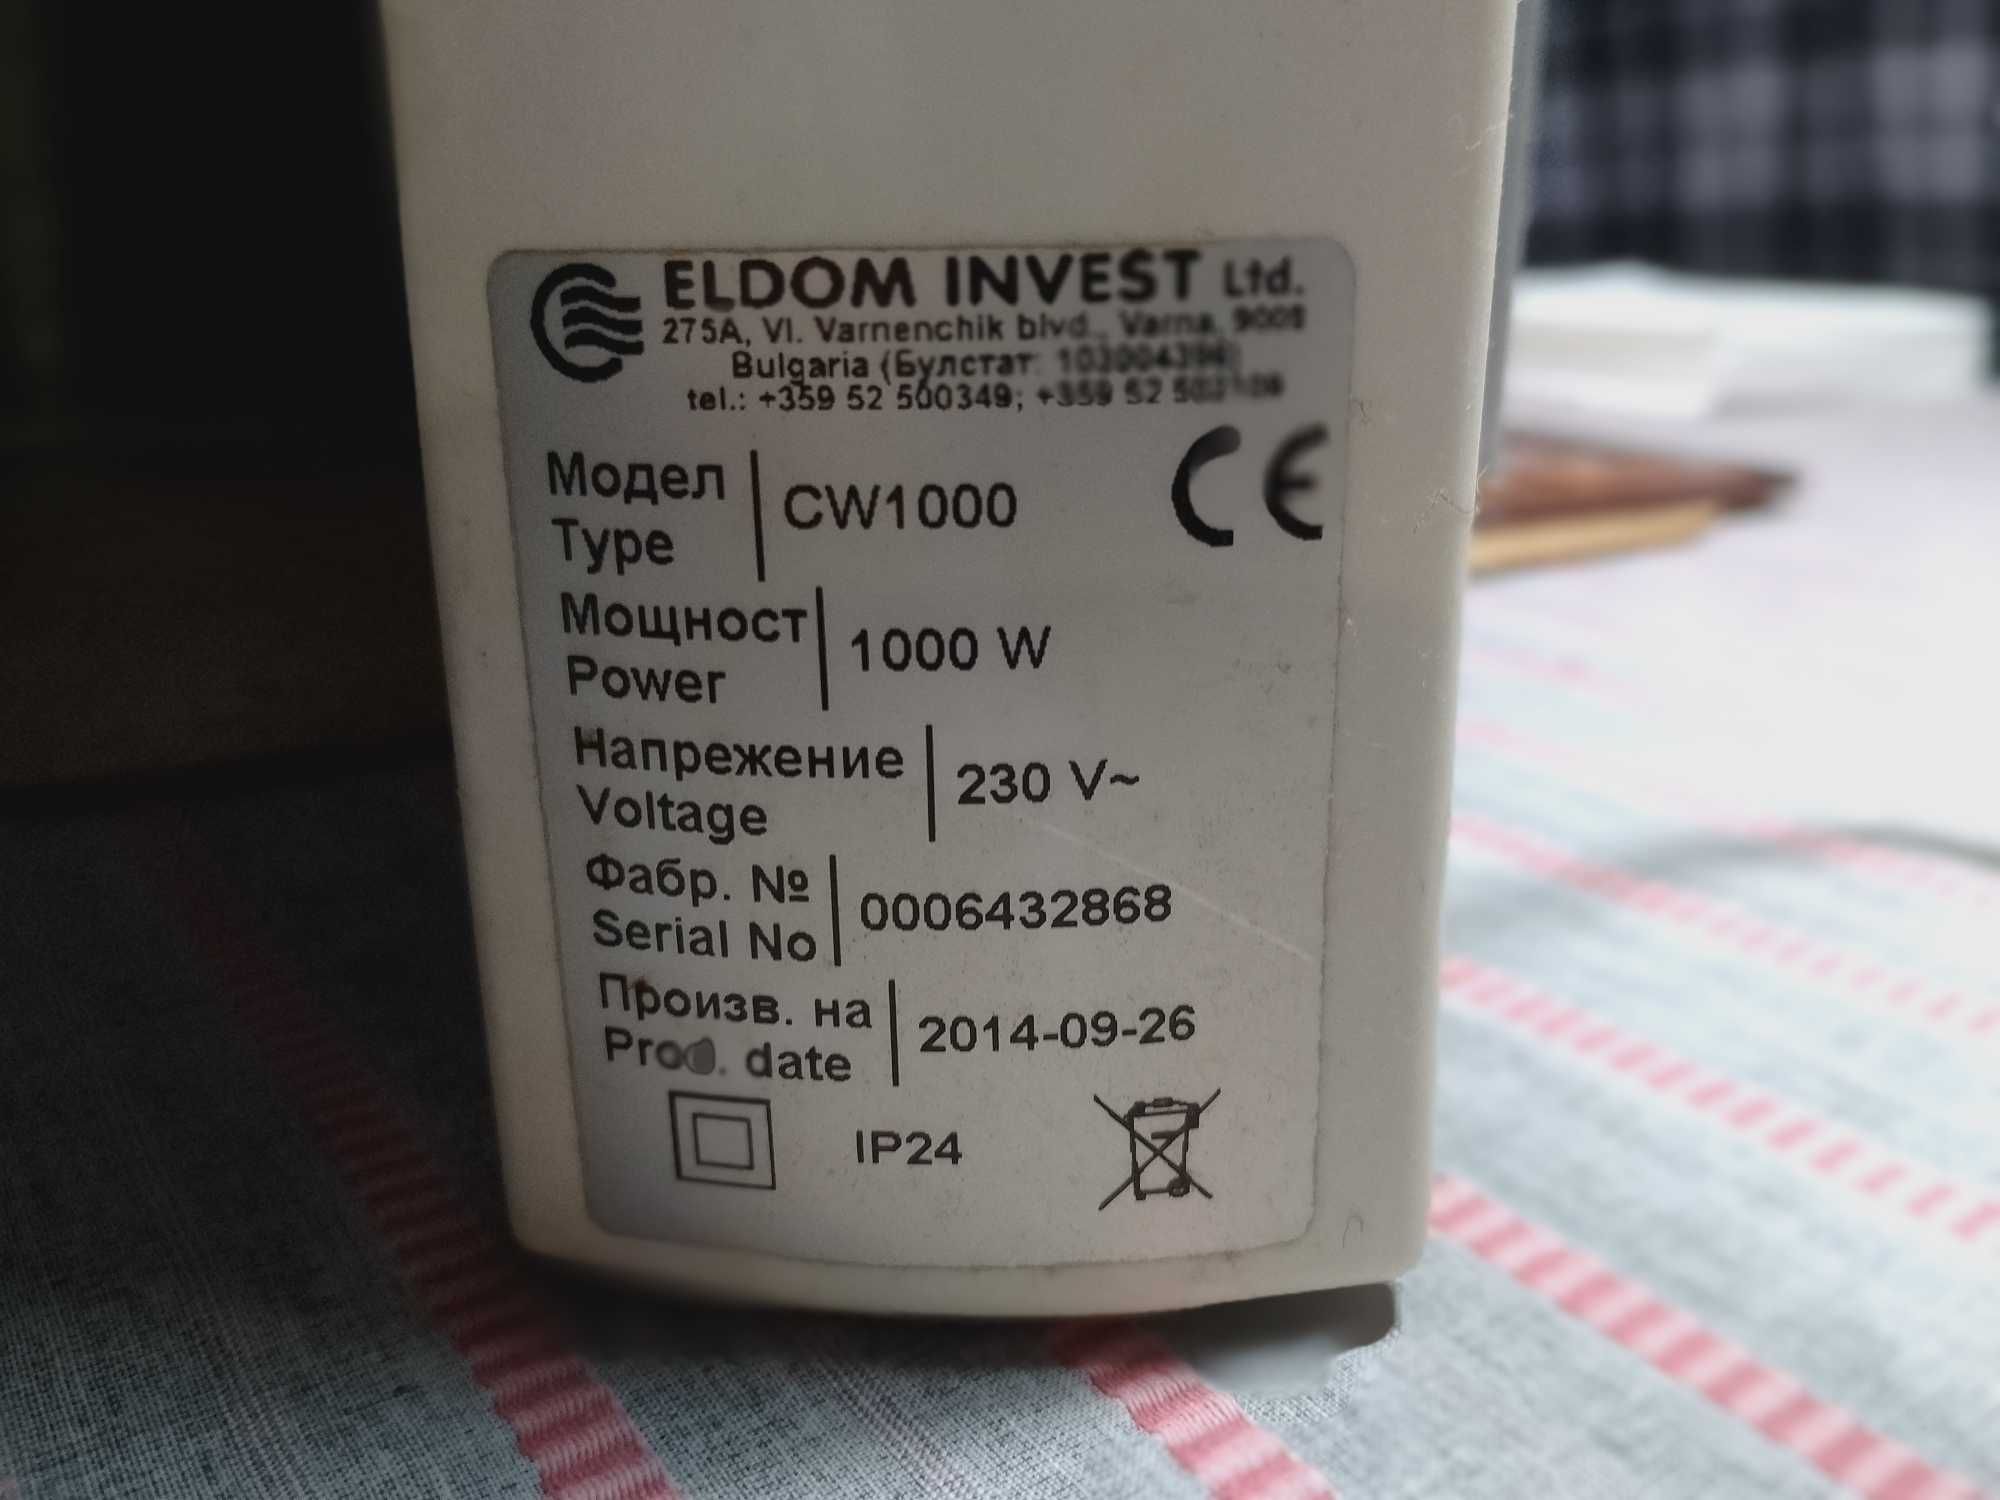 ELDOM INVEST Ltd.
275A, Vl. Varnenchik blvd., Varna, 9008
Bulgaria (Булстат:
tel.: +359 52 500349; +359 52
CE
Модел
Type
CW1000
Мощност
Power
1000 W
Напрежение
Voltage
230 V~
Фабр. №
Serial No
0006432868
Произв. на
Prod. date
2014-09-26
IP24